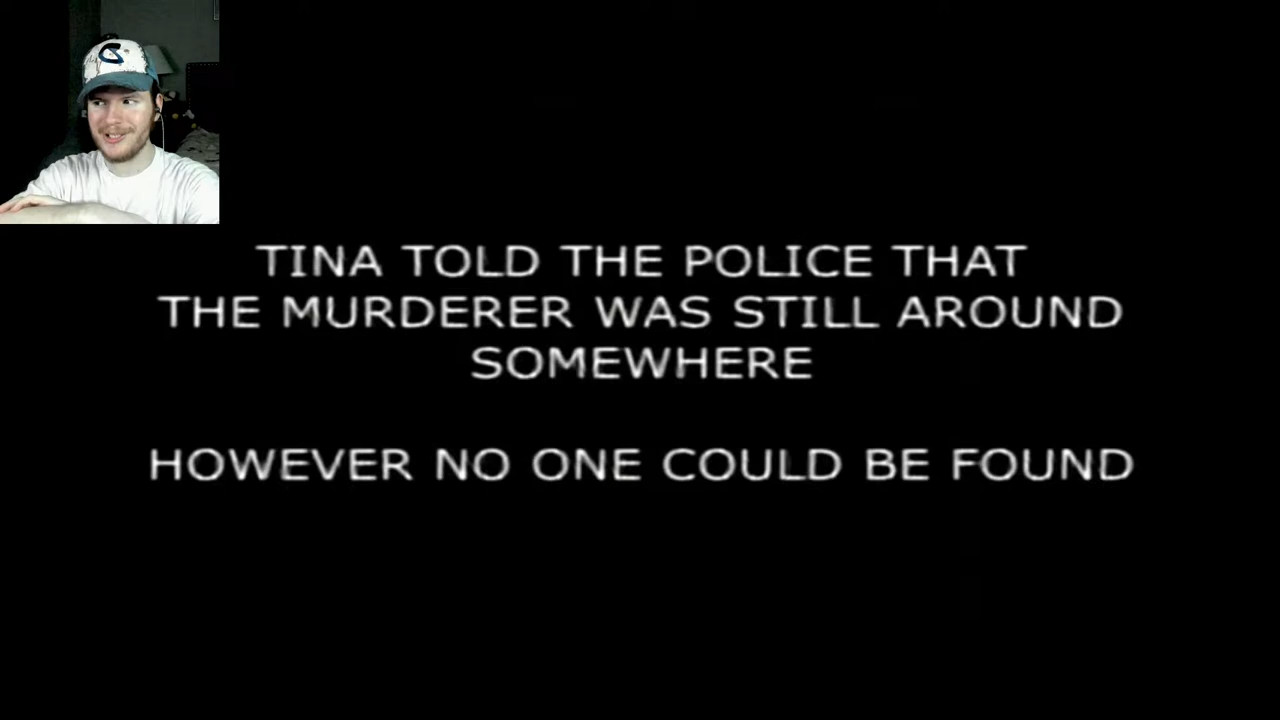 TINA TOLD THE POLICE THAT
THE MURDERER WAS STILL AROUND
SOMEWHERE
HOWEVER NO ONE COULD BE FOUND